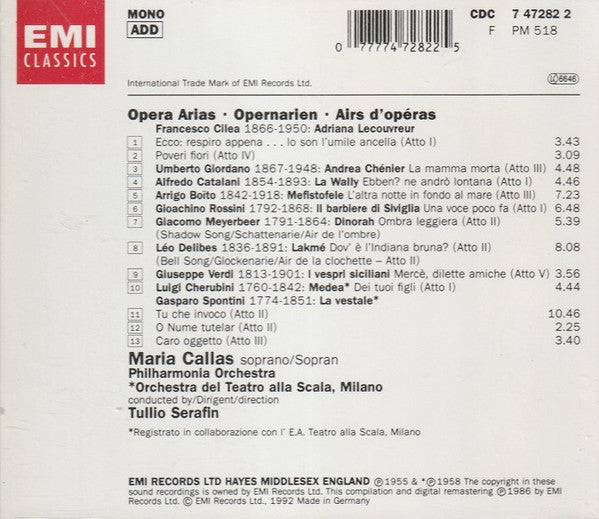 EMI
CLASSICS
MONO
ADD
CDC 7 47282 2
F PM 518
0 77774 72822 5
International Trade Mark of EMI Records Ltd.
LC 6646
Opera Arias · Opernarien · Airs d'opéras
Francesco Cilea 1866-1950: Adriana Lecouvreur
1 Ecco: respiro appena . . . Io son l'umile ancella (Atto I) 3.43
2 Poveri fiori (Atto IV) 3.09
3 Umberto Giordano 1867-1948: Andrea Chénier La mamma morta (Atto III) 4.48
4 Alfredo Catalani 1854-1893: La Wally Ebben? ne andrò lontana (Atto I) 4.46
5 Arrigo Boito 1842-1918: Mefistofele L'altra notte in fondo al mare (Atto III) 7.23
6 Gioachino Rossini 1792-1868: Il barbiere di Siviglia Una voce poco fa (Atto I) 6.48
7 Giacomo Meyerbeer 1791-1864: Dinorah Ombra leggiera (Atto II) 5.39
(Shadow Song/Schattenarie/Air de l'ombre)
8 Léo Delibes 1836-1891: Lakmé Dov' è l'Indiana bruna? (Atto II) 8.08
(Bell Song/Glockenarie/Air de la clochette – Atto II)
9 Giuseppe Verdi 1813-1901: I vespri siciliani Mercè, dilette amiche (Atto V) 3.56
10 Luigi Cherubini 1760-1842: Medea* Dei tuoi figli (Atto I) 4.44
Gasparo Spontini 1774-1851: La vestale*
11 Tu che invoco (Atto II) 10.46
12 O Nume tutelar (Atto II) 2.25
13 Caro oggetto (Atto III) 3.40
Maria Callas soprano/Sopran
Philharmonia Orchestra
*Orchestra del Teatro alla Scala, Milano
conducted by/Dirigent/direction
Tullio Serafin
*Registrato in collaborazione con l' E.A. Teatro alla Scala, Milano
EMI RECORDS LTD HAYES MIDDLESEX ENGLAND ℗1955 & *℗1958 The copyright in these
sound recordings is owned by EMI Records Ltd. This compilation and digital remastering ℗1986 by EMI
Records Ltd. © EMI Records Ltd., 1992 Made in Germany